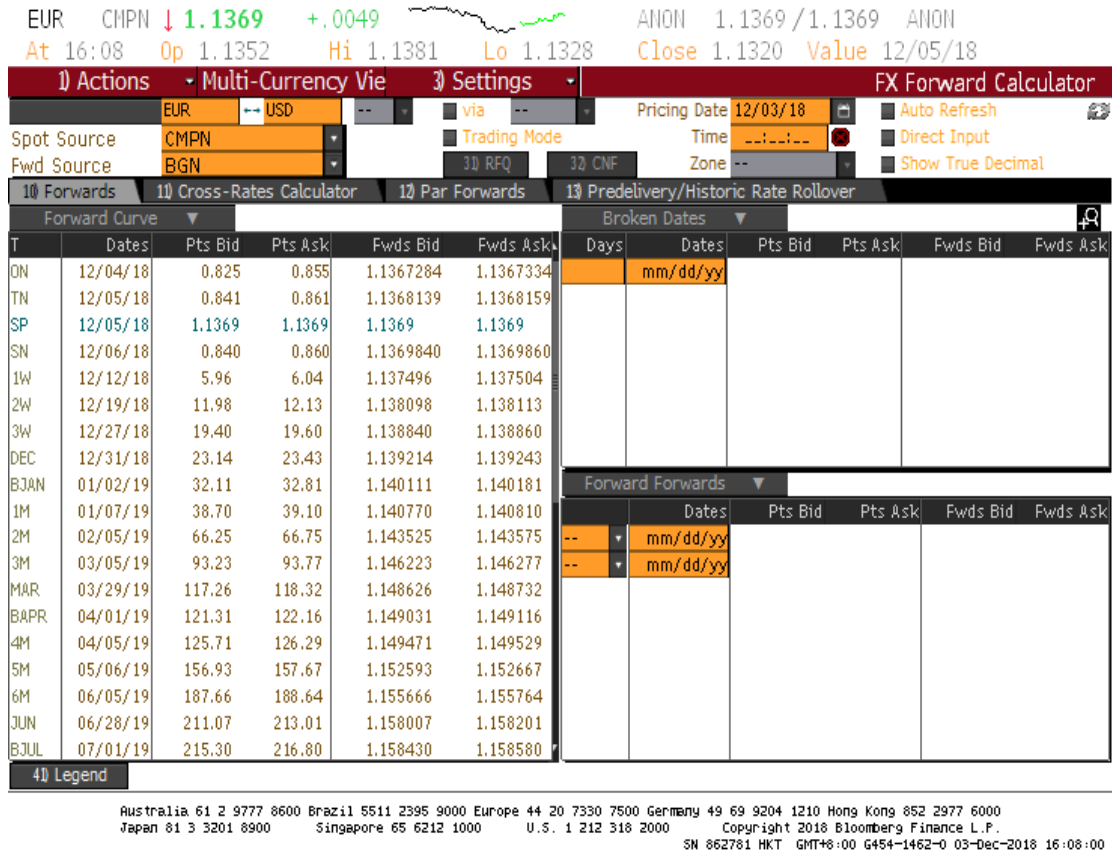 EUR CMPN ↓ 1.1369 +.0049 ANON 1.1369 / 1.1369 ANON
At 16:08 Op 1.1352 Hi 1.1381 Lo 1.1328 Close 1.1320 Value 12/05/18
1) Actions Multi-Currency Vie 3) Settings FX Forward Calculator
EUR USD -- via -- Pricing Date 12/03/18 Auto Refresh
Spot Source CMPN Trading Mode Time __:__:__ Direct Input
Fwd Source BGN 31) RFQ 32) CNF Zone -- Show True Decimal
10) Forwards 11) Cross-Rates Calculator 12) Par Forwards 13) Predelivery/Historic Rate Rollover
Forward Curve ▼ Broken Dates ▼
T Dates Pts Bid Pts Ask Fwds Bid Fwds Ask Days Dates Pts Bid Pts Ask Fwds Bid Fwds Ask
ON 12/04/18 0.825 0.855 1.1367284 1.1367334 mm/dd/yy
TN 12/05/18 0.841 0.861 1.1368139 1.1368159
SP 12/05/18 1.1369 1.1369 1.1369 1.1369
SN 12/06/18 0.840 0.860 1.1369840 1.1369860
1W 12/12/18 5.96 6.04 1.137496 1.137504
2W 12/19/18 11.98 12.13 1.138098 1.138113
3W 12/27/18 19.40 19.60 1.138840 1.138860
DEC 12/31/18 23.14 23.43 1.139214 1.139243
BJAN 01/02/19 32.11 32.81 1.140111 1.140181 Forward Forwards ▼
1M 01/07/19 38.70 39.10 1.140770 1.140810 Dates Pts Bid Pts Ask Fwds Bid Fwds Ask
2M 02/05/19 66.25 66.75 1.143525 1.143575 -- mm/dd/yy
3M 03/05/19 93.23 93.77 1.146223 1.146277 -- mm/dd/yy
MAR 03/29/19 117.26 118.32 1.148626 1.148732
BAPR 04/01/19 121.31 122.16 1.149031 1.149116
4M 04/05/19 125.71 126.29 1.149471 1.149529
5M 05/06/19 156.93 157.67 1.152593 1.152667
6M 06/05/19 187.66 188.64 1.155666 1.155764
JUN 06/28/19 211.07 213.01 1.158007 1.158201
BJUL 07/01/19 215.30 216.80 1.158430 1.158580
41) Legend
Australia 61 2 9777 8600 Brazil 5511 2395 9000 Europe 44 20 7330 7500 Germany 49 69 9204 1210 Hong Kong 852 2977 6000
Japan 81 3 3201 8900 Singapore 65 6212 1000 U.S. 1 212 318 2000 Copyright 2018 Bloomberg Finance L.P.
SN 862781 HKT GMT+8:00 G454-1462-0 03-Dec-2018 16:08:00